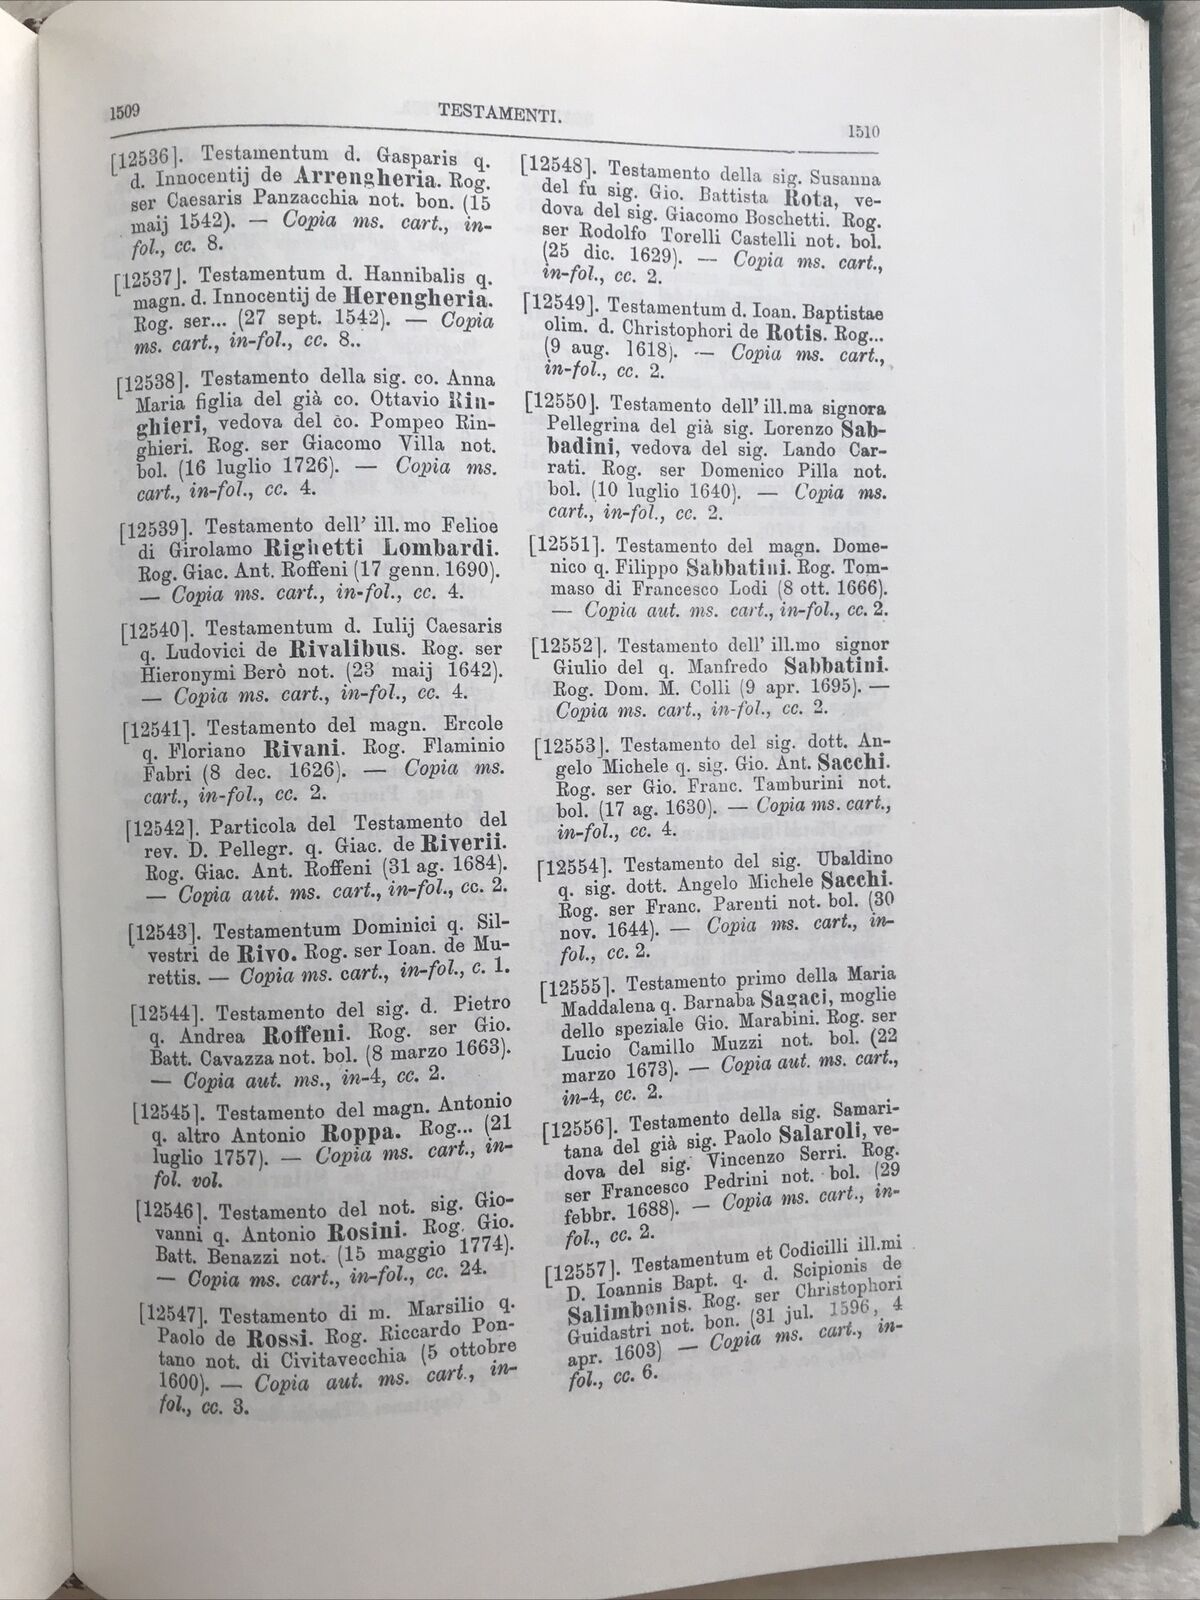 1509
TESTAMENTI.
1510
[12536]. Testamentum d. Gasparis q.
d. Innocentij de Arrengheria. Rog.
ser Caesaris Panzacchia not. bon. (15
maij 1542). — Copia ms. cart., in-
fol., cc. 8.
[12537]. Testamentum d. Hannibalis q.
magn. d. Innocentij de Herengheria.
Rog. ser... (27 sept. 1542). — Copia
ms. cart., in-fol., cc. 8..
[12538]. Testamento della sig. co. Anna
Maria figlia del già co. Ottavio Rin-
ghieri, vedova del co. Pompeo Rin-
ghieri. Rog. ser Giacomo Villa not.
bol. (16 luglio 1726). — Copia ms.
cart., in-fol., cc. 4.
[12539]. Testamento dell' ill.mo Felioe
di Girolamo Righetti Lombardi.
Rog. Giac. Ant. Roffeni (17 genn. 1690).
— Copia ms. cart., in-fol., cc. 4.
[12540]. Testamentum d. Iulij Caesaris
q. Ludovici de Rivalibus. Rog. ser
Hieronymi Berò not. (23 maij 1642).
— Copia ms. cart., in-fol., cc. 4.
[12541]. Testamento del magn. Ercole
q. Floriano Rivani. Rog. Flaminio
Fabri (8 dec. 1626). — Copia ms.
cart., in-fol., cc. 2.
[12542]. Particola del Testamento del
rev. D. Pellegr. q. Giac. de Riverii.
Rog. Giac. Ant. Roffeni (31 ag. 1684).
— Copia aut. ms. cart., in-fol., cc. 2.
[12543]. Testamentum Dominici q. Sil-
vestri de Rivo. Rog. ser Ioan. de Mu-
rettis. — Copia ms. cart., in-fol., c. 1.
[12544]. Testamento del sig. d. Pietro
q. Andrea Roffeni. Rog. ser Gio.
Batt. Cavazza not. bol. (8 marzo 1663).
— Copia aut. ms., in-4, cc. 2.
[12545]. Testamento del magn. Antonio
q. altro Antonio Roppa. Rog... (21
luglio 1757). — Copia ms. cart., in-
fol. vol.
[12546]. Testamento del not. sig. Gio-
vanni q. Antonio Rosini. Rog. Gio.
Batt. Benazzi not. (15 maggio 1774).
— Copia ms. cart., in-fol., cc. 24.
[12547]. Testamento di m. Marsilio q.
Paolo de Rossi. Rog. Riccardo Pon-
tano not. di Civitavecchia (5 ottobre
1600). — Copia aut. ms. cart., in-
fol., cc. 3.
[12548]. Testamento della sig. Susanna
del fu sig. Gio. Battista Rota, ve-
dova del sig. Giacomo Boschetti. Rog.
ser Rodolfo Torelli Castelli not. bol.
(25 dic. 1629). — Copia ms. cart.,
in-fol., cc. 2.
[12549]. Testamentum d. Ioan. Baptistae
olim. d. Christophori de Rotis. Rog...
(9 aug. 1618). — Copia ms. cart.,
in-fol., cc. 2.
[12550]. Testamento dell' ill.ma signora
Pellegrina del già sig. Lorenzo Sab-
badini, vedova del sig. Lando Car-
rati. Rog. ser Domenico Pilla not.
bol. (10 luglio 1640). — Copia ms.
cart., in-fol., cc. 2.
[12551]. Testamento del magn. Dome-
nico q. Filippo Sabbatini. Rog. Tom-
maso di Francesco Lodi (8 ott. 1666).
— Copia aut. ms. cart., in-fol., cc. 2.
[12552]. Testamento dell' ill.mo signor
Giulio del q. Manfredo Sabbatini.
Rog. Dom. M. Colli (9 apr. 1695). —
Copia ms. cart., in-fol., cc. 2.
[12553]. Testamento del sig. dott. An-
gelo Michele q. sig. Gio. Ant. Sacchi.
Rog. ser Gio. Franc. Tamburini not.
bol. (17 ag. 1630). — Copia ms. cart.,
in-fol., cc. 4.
[12554]. Testamento del sig. Ubaldino
q. sig. dott. Angelo Michele Sacchi.
Rog. ser Franc. Parenti not. bol. (30
nov. 1644). — Copia ms. cart., in-
fol., cc. 2.
[12555]. Testamento primo della Maria
Maddalena q. Barnaba Sagaci, moglie
dello speziale Gio. Marabini. Rog. ser
Lucio Camillo Muzzi not. bol. (22
marzo 1673). — Copia aut. ms. cart.,
in-4, cc. 2.
[12556]. Testamento della sig. Samari-
tana del già sig. Paolo Salaroli, ve-
dova del sig. Vincenzo Serri. Rog.
ser Francesco Pedrini not. bol. (29
febbr. 1688). — Copia ms. cart., in-
fol., cc. 2.
[12557]. Testamentum et Codicilli ill.mi
D. Ioannis Bapt. q. d. Scipionis de
Salimbenis. Rog. ser Christophori
Guidastri not. bon. (31 jul. 1596, 4
apr. 1603) — Copia ms. cart., in-
fol., cc. 6.